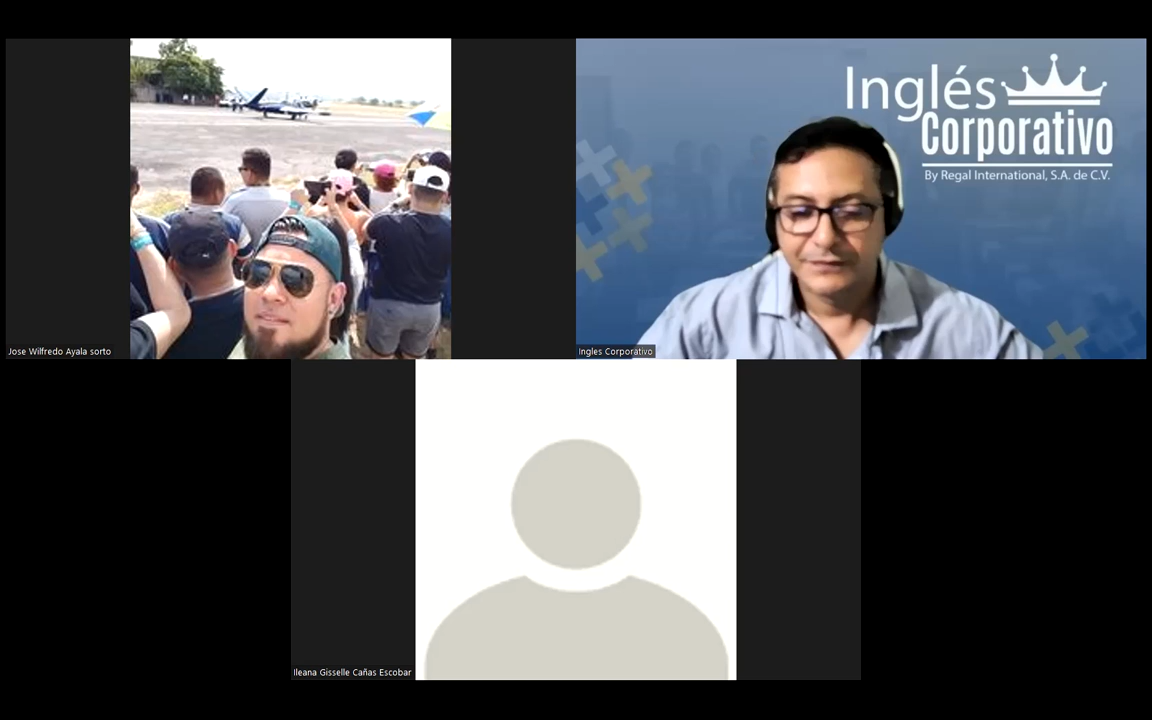 Inglés
Corporativo
By Regal International, S.A. de C.V.
Jose Wilfredo Ayala sorto
Ingles Corporativo
Ileana Gisselle Cañas Escobar